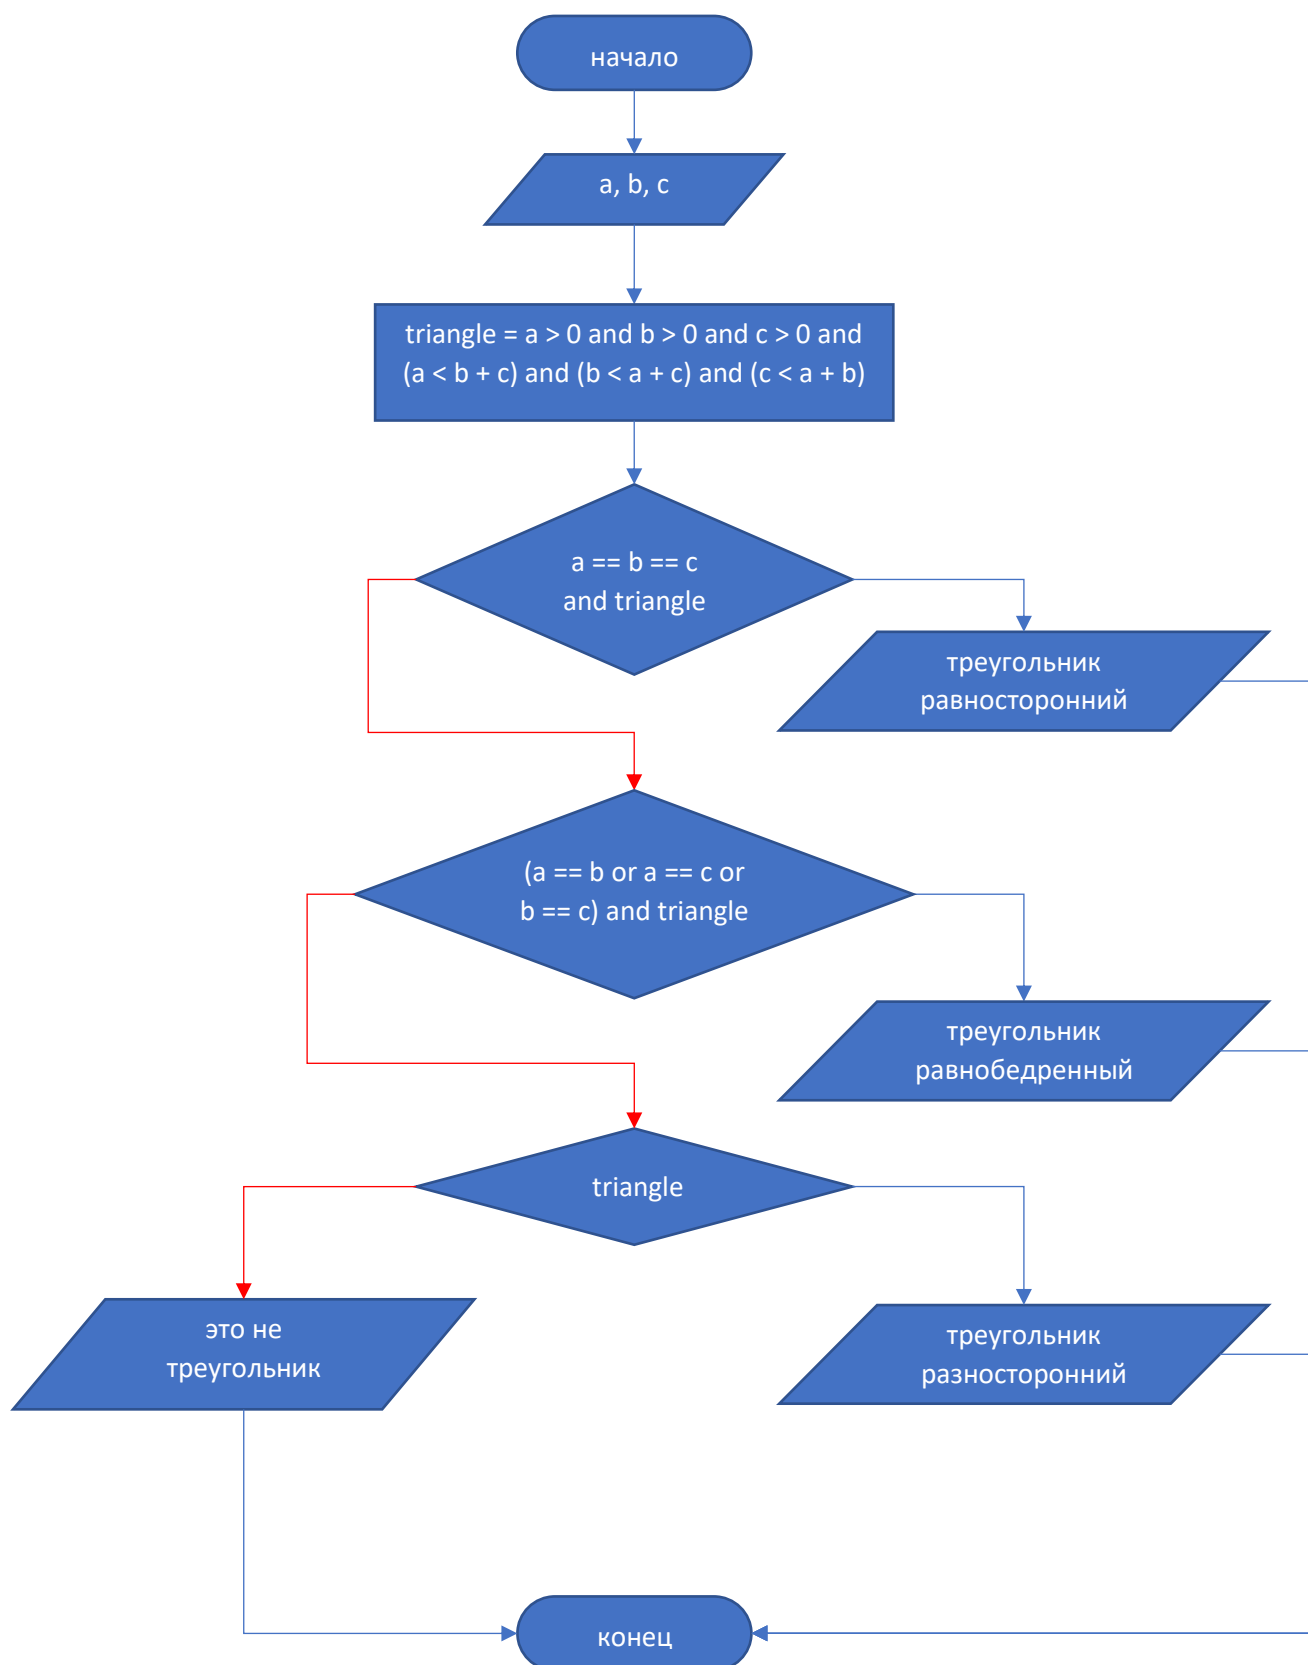 начало
a, b, c
triangle = a > 0 and b > 0 and c > 0 and
(a < b + c) and (b < a + c) and (c < a + b)
a == b == c
and triangle
треугольник
равносторонний
(a == b or a == c or
b == c) and triangle
треугольник
равнобедренный
triangle
это не
треугольник
треугольник
разносторонний
конец